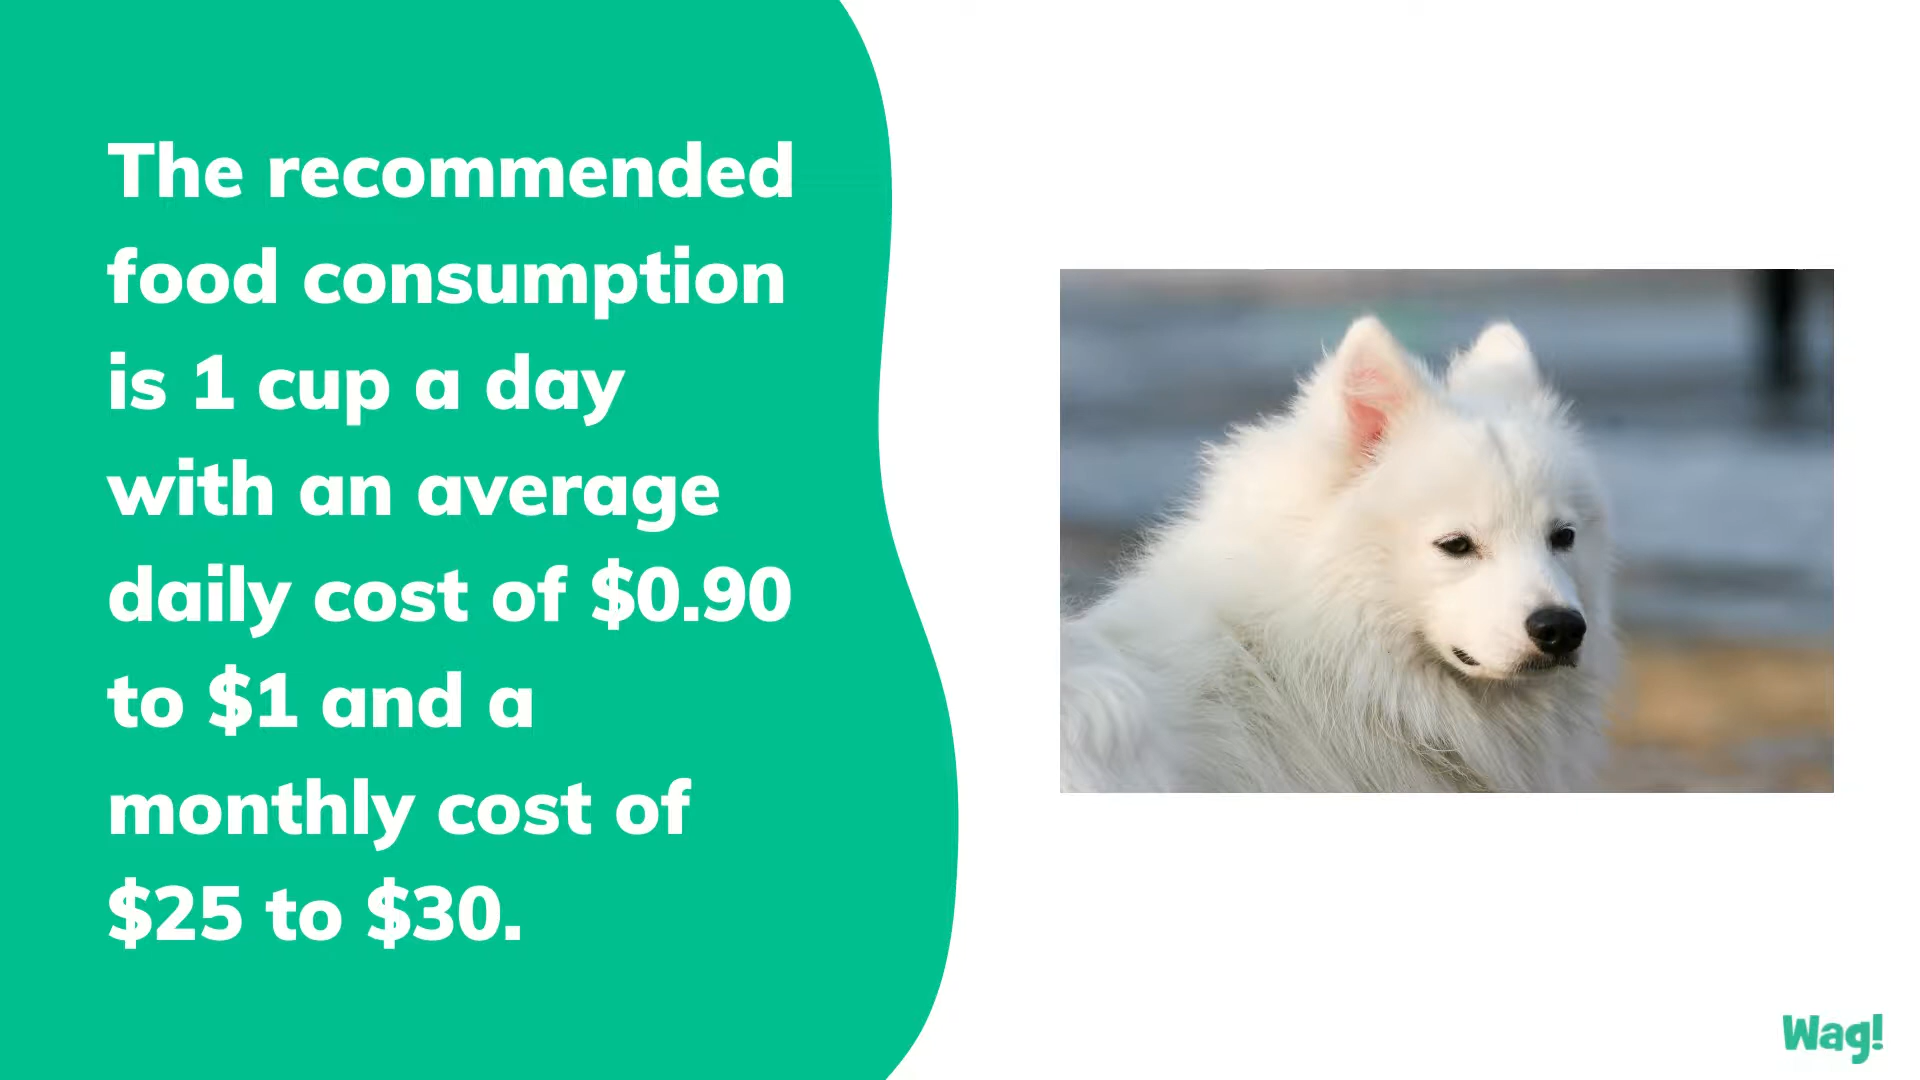 The recommended
food consumption
is 1 cup a day
with an average
daily cost of $0.90
to $1 and a
monthly cost of
$25 to $30.
Wag!